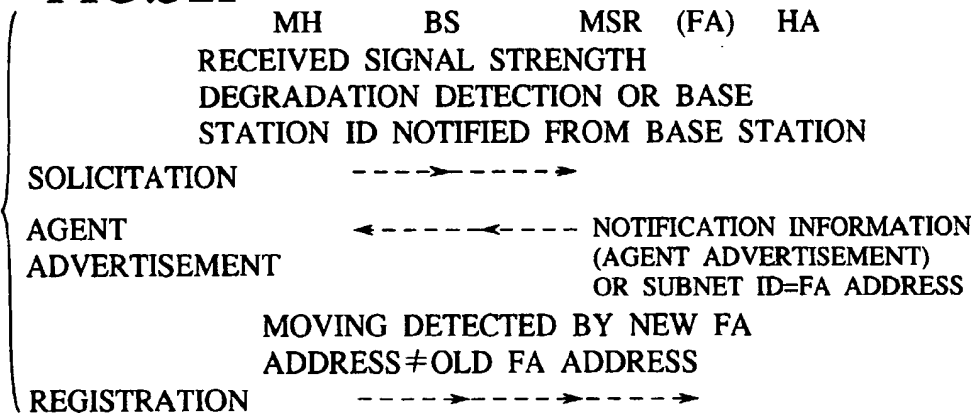 MH BS MSR (FA) HA
RECEIVED SIGNAL STRENGTH
DEGRADATION DETECTION OR BASE
STATION ID NOTIFIED FROM BASE STATION
SOLICITATION
AGENT
ADVERTISEMENT
NOTIFICATION INFORMATION
(AGENT ADVERTISEMENT)
OR SUBNET ID=FA ADDRESS
MOVING DETECTED BY NEW FA
ADDRESS≠OLD FA ADDRESS
REGISTRATION